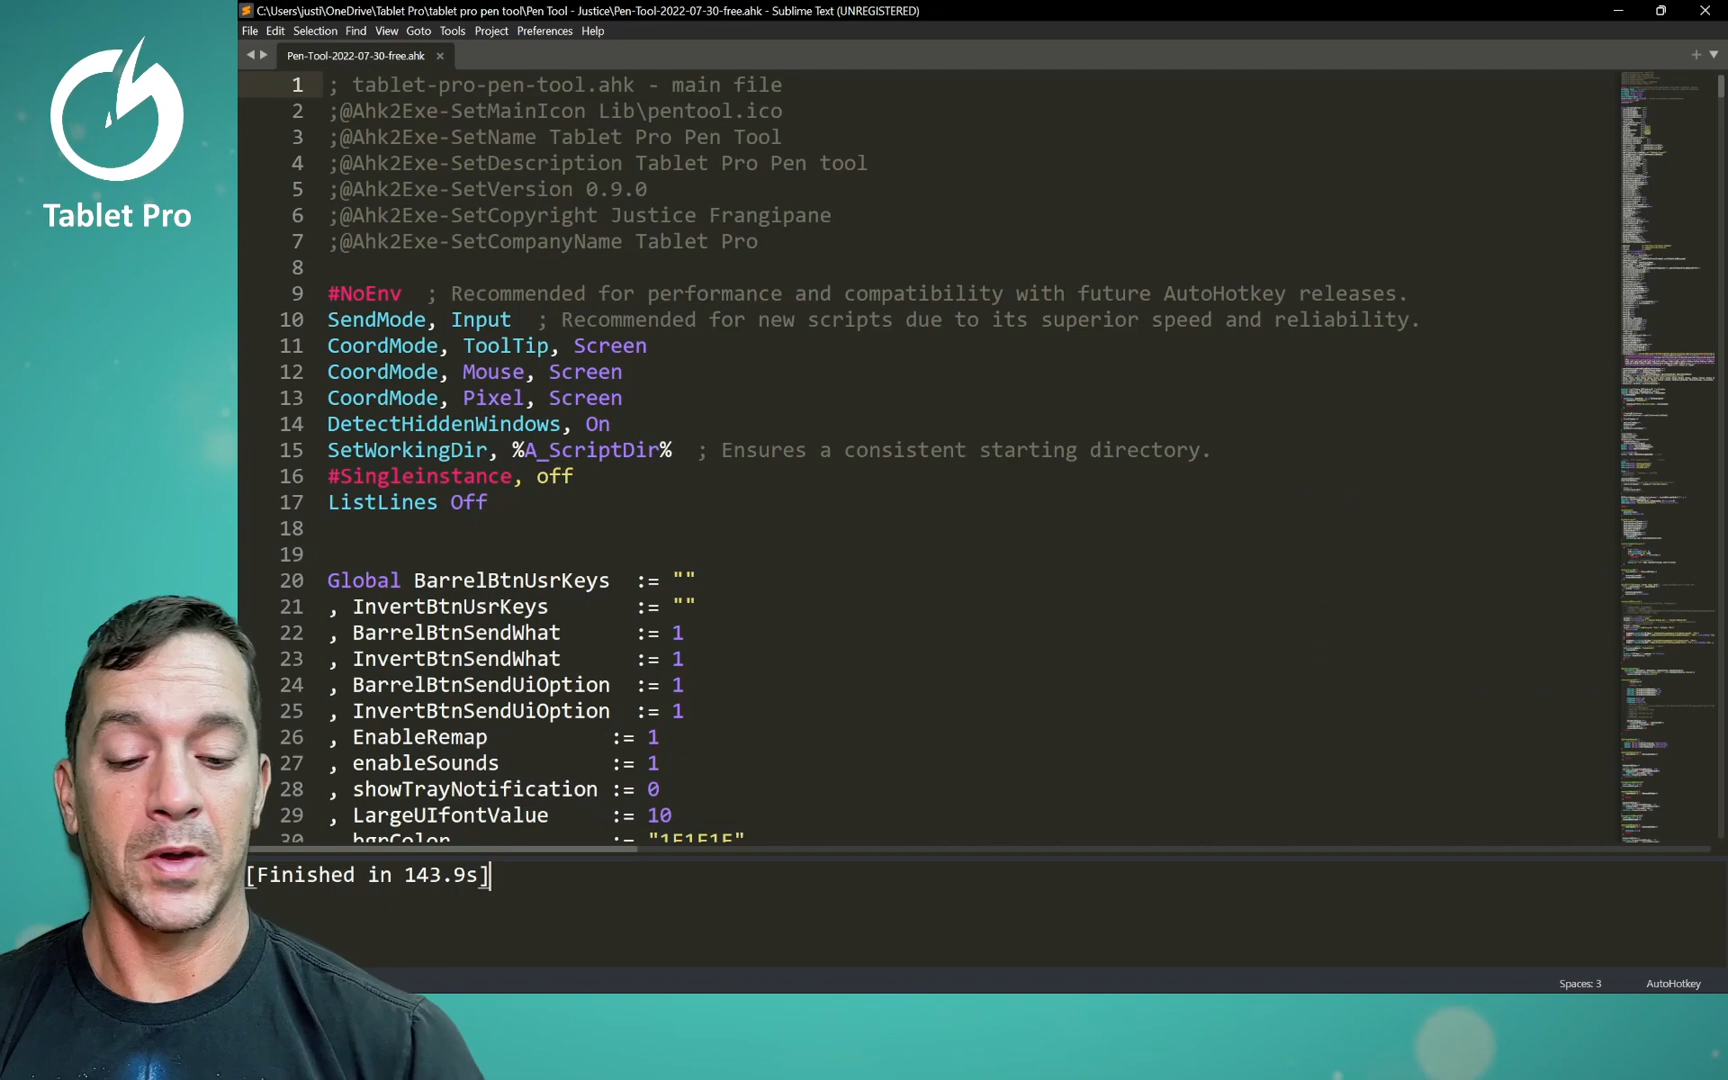 C:\Users\justi\OneDrive\Tablet Pro\tablet pro pen tool\Pen Tool - Justice\Pen-Tool-2022-07-30-free.ahk - Sublime Text (UNREGISTERED)
File Edit Selection Find View Goto Tools Project Preferences Help
Pen-Tool-2022-07-30-free.ahk ×
Tablet Pro
1 ; tablet-pro-pen-tool.ahk - main file
2 ;@Ahk2Exe-SetMainIcon Lib\pentool.ico
3 ;@Ahk2Exe-SetName Tablet Pro Pen Tool
4 ;@Ahk2Exe-SetDescription Tablet Pro Pen tool
5 ;@Ahk2Exe-SetVersion 0.9.0
6 ;@Ahk2Exe-SetCopyright Justice Frangipane
7 ;@Ahk2Exe-SetCompanyName Tablet Pro
8
9 #NoEnv  ; Recommended for performance and compatibility with future AutoHotkey releases.
10 SendMode, Input  ; Recommended for new scripts due to its superior speed and reliability.
11 CoordMode, ToolTip, Screen
12 CoordMode, Mouse, Screen
13 CoordMode, Pixel, Screen
14 DetectHiddenWindows, On
15 SetWorkingDir, %A_ScriptDir%  ; Ensures a consistent starting directory.
16 #Singleinstance, off
17 ListLines Off
18
19
20 Global BarrelBtnUsrKeys  := ""
21 , InvertBtnUsrKeys       := ""
22 , BarrelBtnSendWhat      := 1
23 , InvertBtnSendWhat      := 1
24 , BarrelBtnSendUiOption  := 1
25 , InvertBtnSendUiOption  := 1
26 , EnableRemap          := 1
27 , enableSounds         := 1
28 , showTrayNotification := 0
29 , LargeUIfontValue     := 10
30 , bgrColor             := "1E1E1E"
[Finished in 143.9s]
Spaces: 3 AutoHotkey